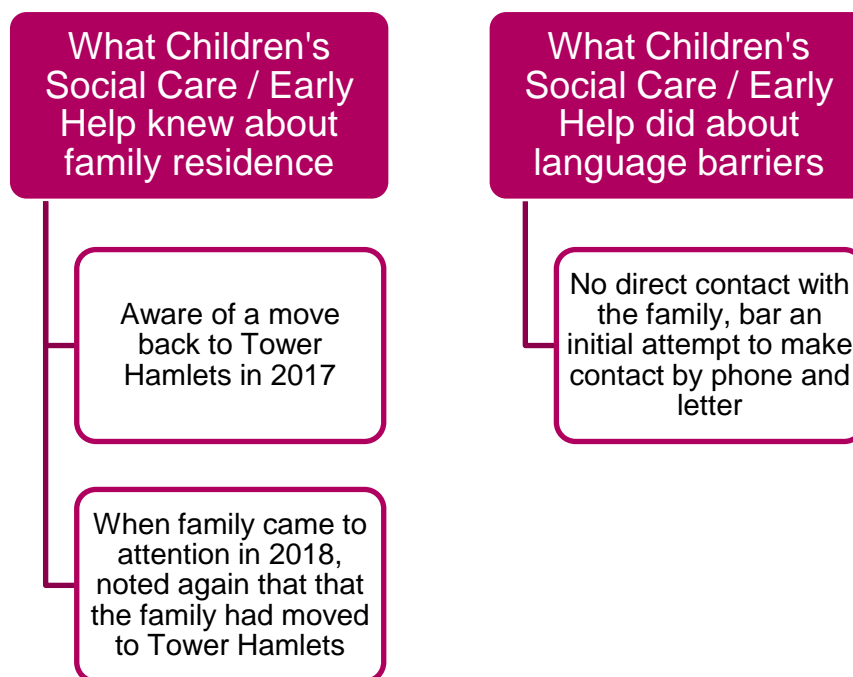 What Children's
Social Care / Early
Help knew about
family residence
Aware of a move
back to Tower
Hamlets in 2017
When family came to
attention in 2018,
noted again that that
the family had moved
to Tower Hamlets
What Children's
Social Care / Early
Help did about
language barriers
No direct contact with
the family, bar an
initial attempt to make
contact by phone and
letter